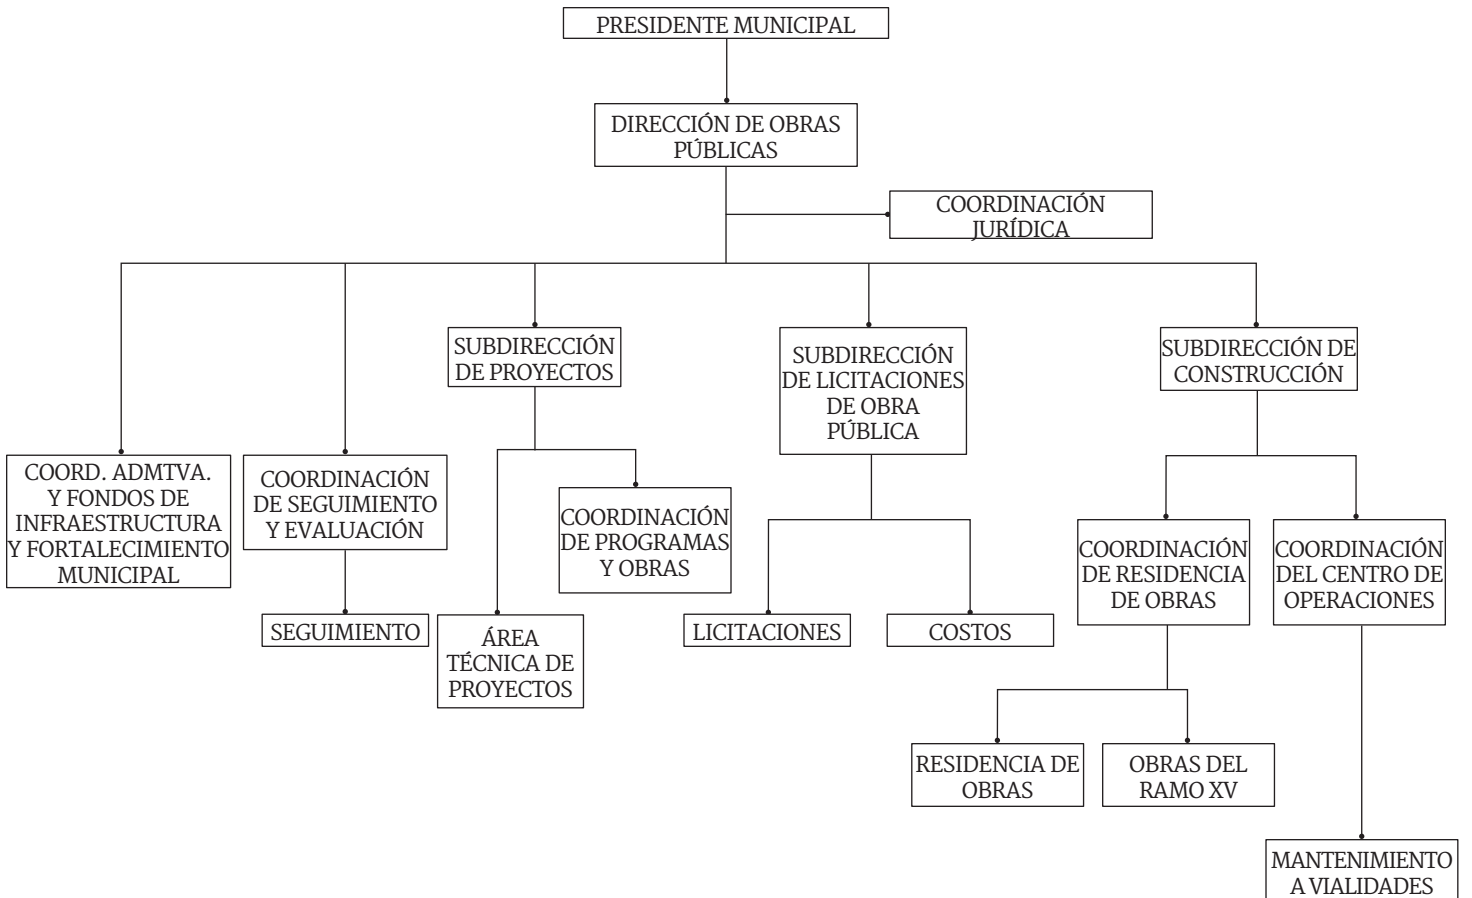 PRESIDENTE MUNICIPAL
DIRECCIÓN DE OBRAS
PÚBLICAS
COORDINACIÓN
JURÍDICA
SUBDIRECCIÓN
DE PROYECTOS
SUBDIRECCIÓN
DE LICITACIONES
DE OBRA
PÚBLICA
SUBDIRECCIÓN DE
CONSTRUCCIÓN
COORD. ADMTVA.
Y FONDOS DE
INFRAESTRUCTURA
Y FORTALECIMIENTO
MUNICIPAL
COORDINACIÓN
DE SEGUIMIENTO
Y EVALUACIÓN
COORDINACIÓN
DE PROGRAMAS
Y OBRAS
COORDINACIÓN
DE RESIDENCIA
DE OBRAS
COORDINACIÓN
DEL CENTRO DE
OPERACIONES
SEGUIMIENTO
ÁREA
TÉCNICA DE
PROYECTOS
LICITACIONES
COSTOS
RESIDENCIA DE
OBRAS
OBRAS DEL
RAMO XV
MANTENIMIENTO
A VIALIDADES